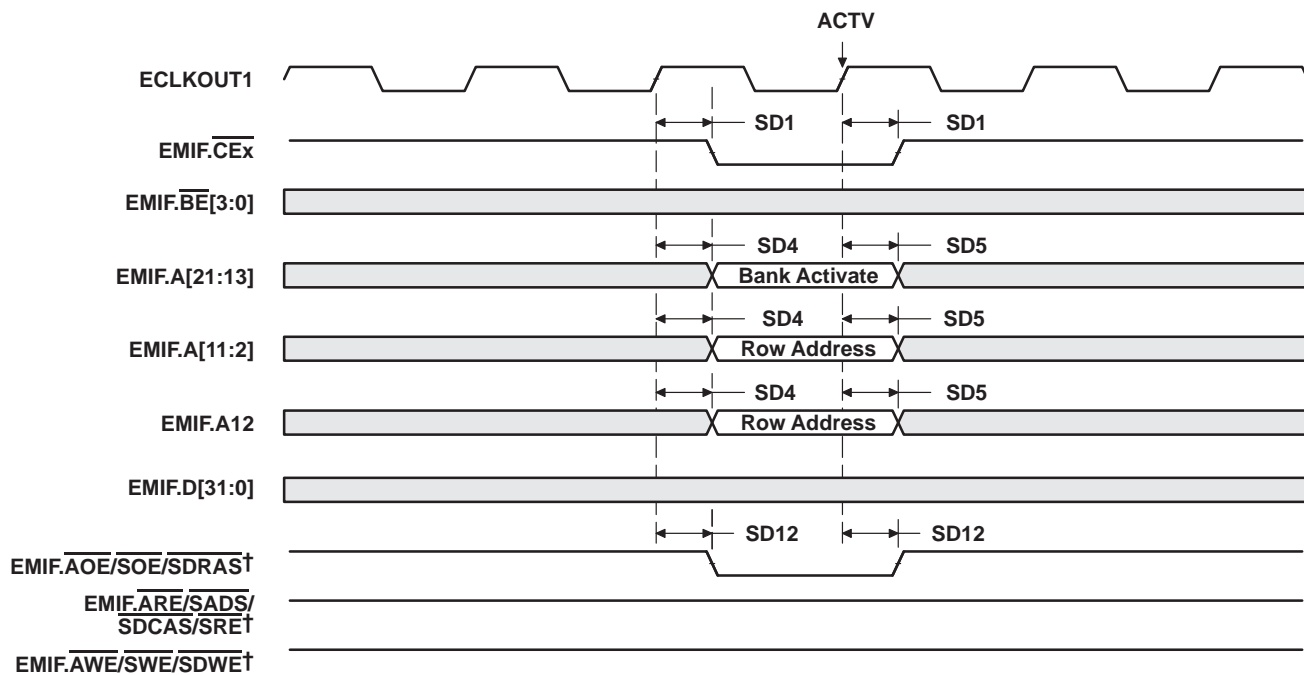 ACTV
ECLKOUT1
SD1 SD1
EMIF.CEx
EMIF.BE[3:0]
SD4 SD5
EMIF.A[21:13] Bank Activate
SD4 SD5
EMIF.A[11:2] Row Address
SD4 SD5
EMIF.A12 Row Address
EMIF.D[31:0]
SD12 SD12
EMIF.AOE/SOE/SDRAS†
EMIF.ARE/SADS/
SDCAS/SRE†
EMIF.AWE/SWE/SDWE†